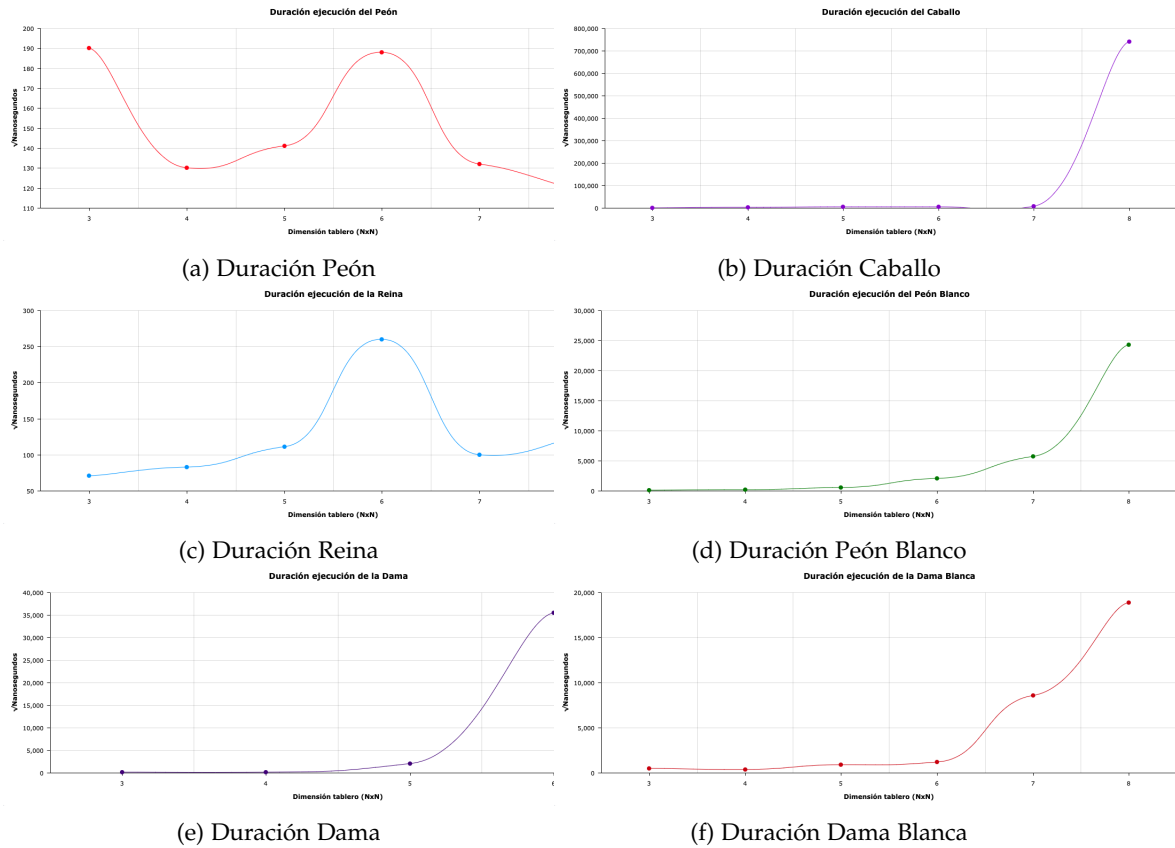 Duración ejecución del Peón
√Nanosegundos
200
190
180
170
160
150
140
130
120
110
3 4 5 6 7
Dimensión tablero (NxN)
(a) Duración Peón
Duración ejecución del Caballo
√Nanosegundos
800,000
700,000
600,000
500,000
400,000
300,000
200,000
100,000
0
3 4 5 6 7 8
Dimensión tablero (NxN)
(b) Duración Caballo
Duración ejecución de la Reina
√Nanosegundos
300
250
200
150
100
50
3 4 5 6 7
Dimensión tablero (NxN)
(c) Duración Reina
Duración ejecución del Peón Blanco
√Nanosegundos
30,000
25,000
20,000
15,000
10,000
5,000
0
3 4 5 6 7 8
Dimensión tablero (NxN)
(d) Duración Peón Blanco
Duración ejecución de la Dama
√Nanosegundos
40,000
35,000
30,000
25,000
20,000
15,000
10,000
5,000
0
3 4 5 6
Dimensión tablero (NxN)
(e) Duración Dama
Duración ejecución de la Dama Blanca
√Nanosegundos
20,000
15,000
10,000
5,000
0
3 4 5 6 7 8
Dimensión tablero (NxN)
(f) Duración Dama Blanca